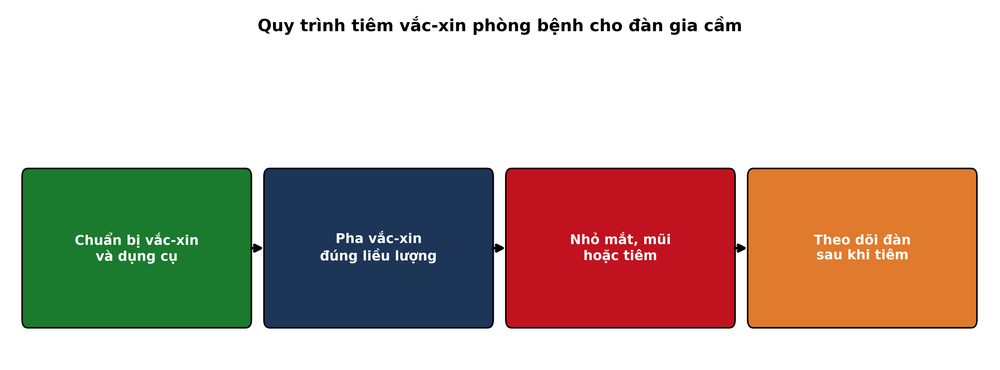 Quy trình tiêm vắc-xin phòng bệnh cho đàn gia cầm
Chuẩn bị vắc-xin
và dụng cụ
Pha vắc-xin
đúng liều lượng
Nhỏ mắt, mũi
hoặc tiêm
Theo dõi đàn
sau khi tiêm